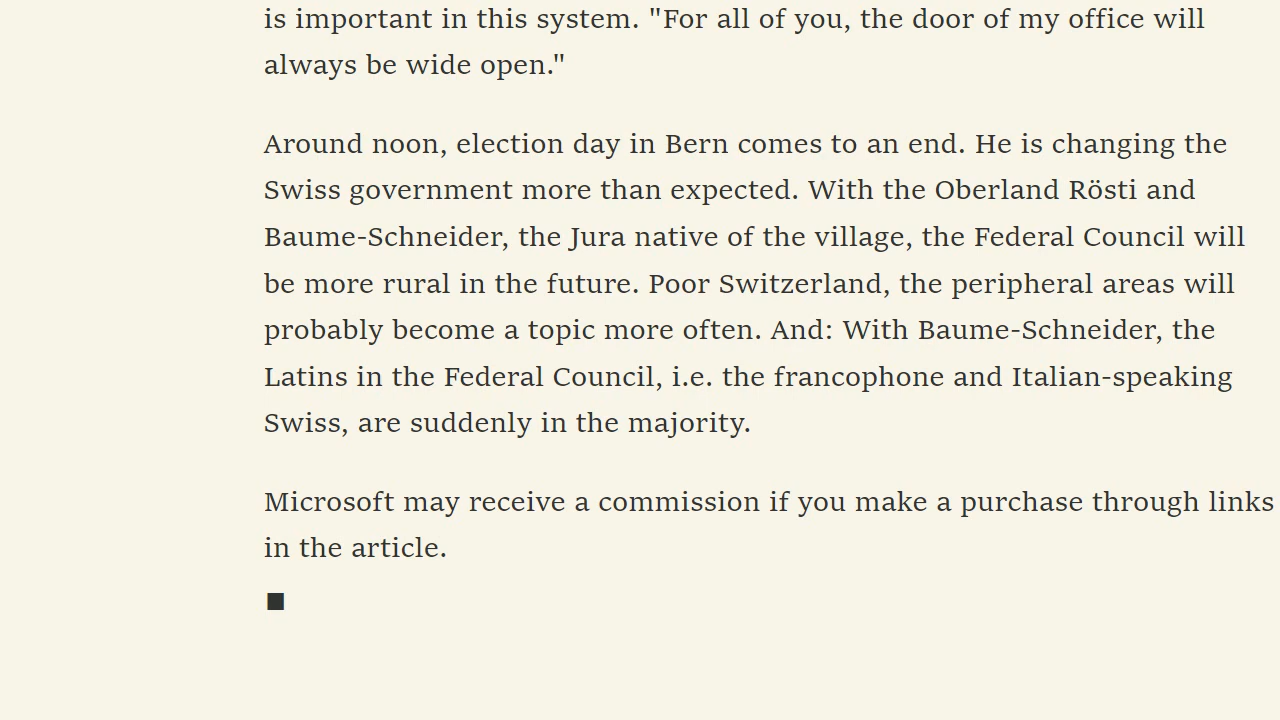 is important in this system. "For all of you, the door of my office will
always be wide open."
Around noon, election day in Bern comes to an end. He is changing the
Swiss government more than expected. With the Oberland Rösti and
Baume-Schneider, the Jura native of the village, the Federal Council will
be more rural in the future. Poor Switzerland, the peripheral areas will
probably become a topic more often. And: With Baume-Schneider, the
Latins in the Federal Council, i.e. the francophone and Italian-speaking
Swiss, are suddenly in the majority.
Microsoft may receive a commission if you make a purchase through links
in the article.
■